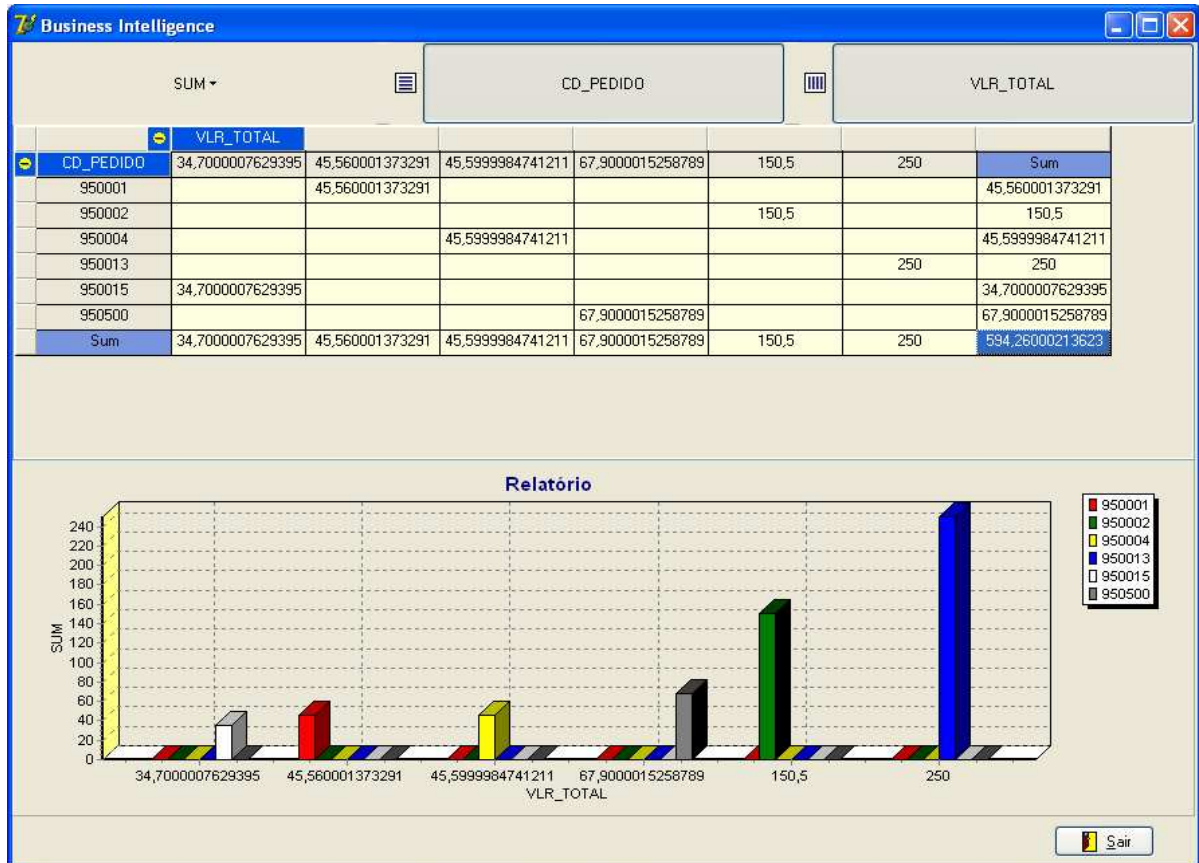 Business Intelligence
SUM CD_PEDIDO VLR_TOTAL
VLR_TOTAL
CD_PEDIDO 34,7000007629395 45,560001373291 45,5999984741211 67,9000015258789 150,5 250 Sum
950001 45,560001373291 45,560001373291
950002 150,5 150,5
950004 45,5999984741211 45,5999984741211
950013 250 250
950015 34,7000007629395 34,7000007629395
950500 67,9000015258789 67,9000015258789
Sum 34,7000007629395 45,560001373291 45,5999984741211 67,9000015258789 150,5 250 594,26000213623
Relatório
240
220
200
180
160
140
120
100
80
60
40
20
0
SUM
34,7000007629395 45,560001373291 45,5999984741211 67,9000015258789 150,5 250
VLR_TOTAL
950001
950002
950004
950013
950015
950500
Sair